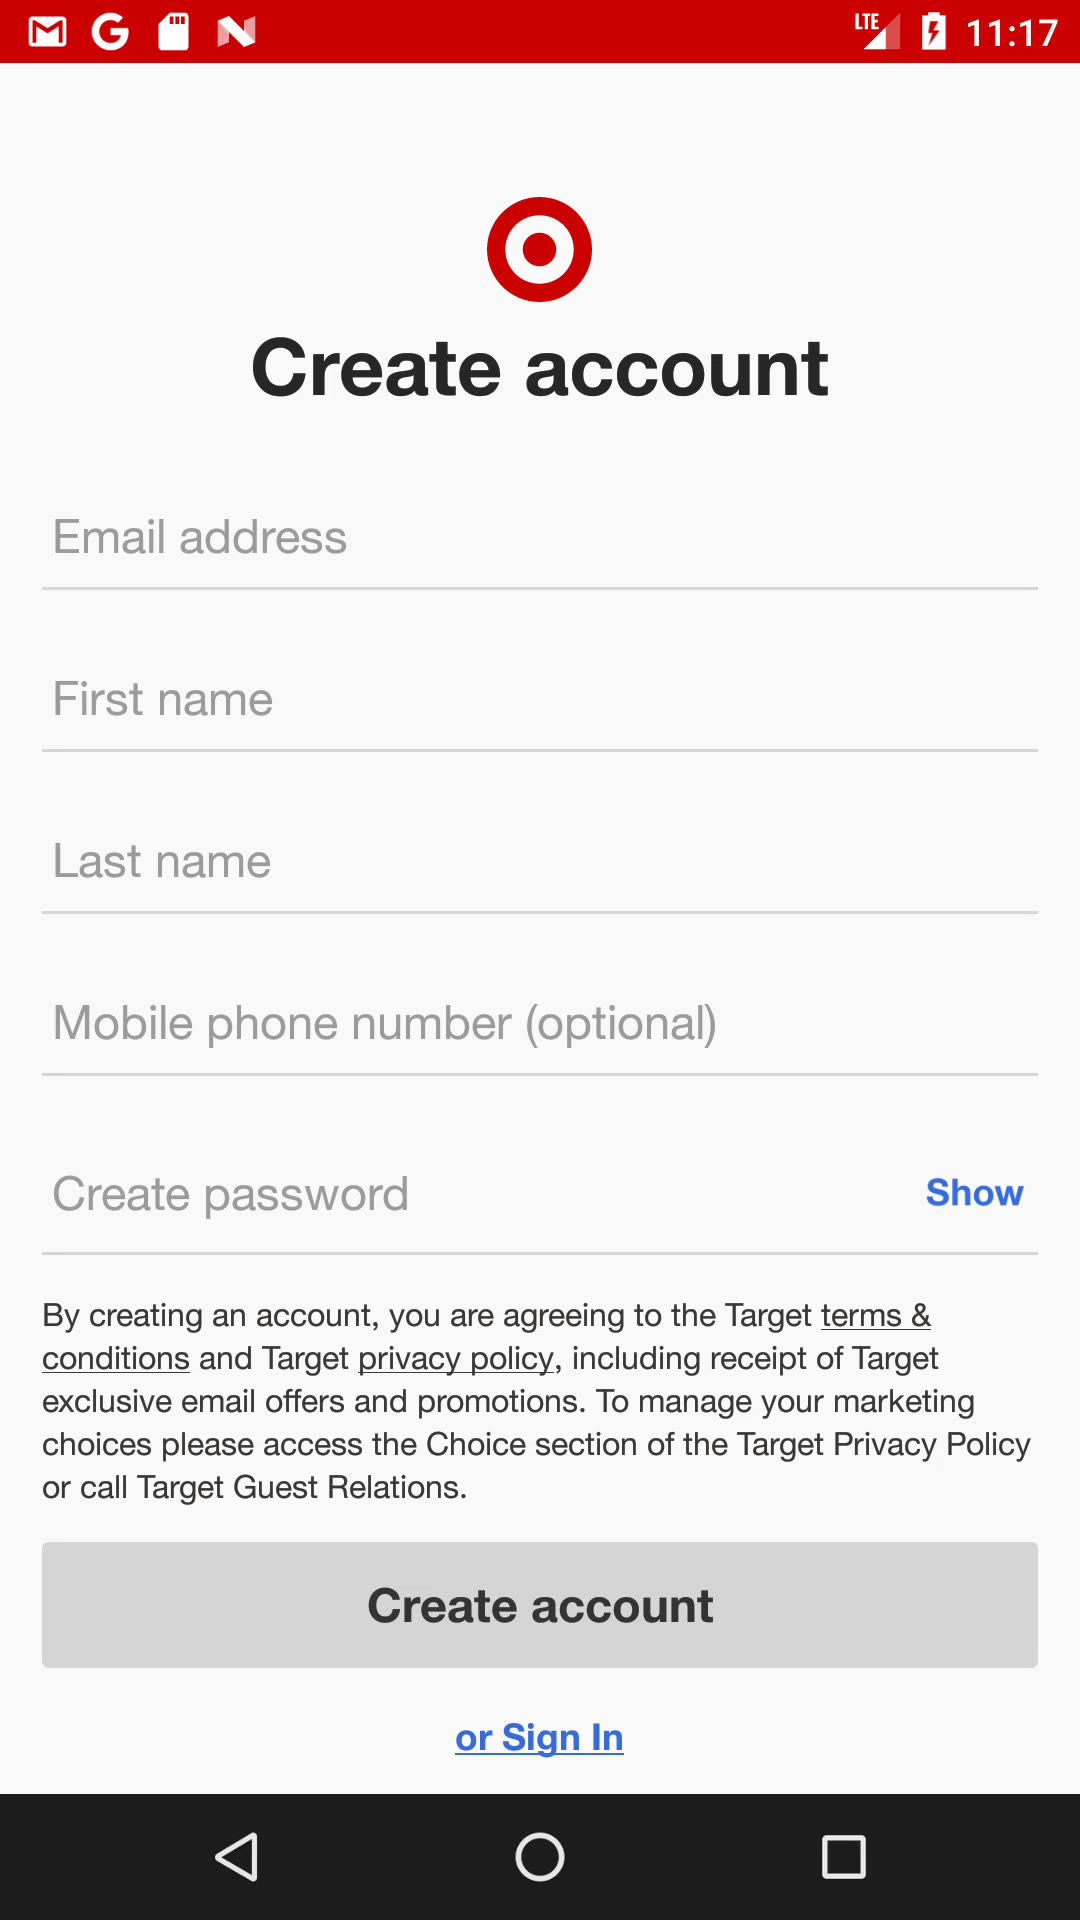 LTE 11:17
Create account
Email address
First name
Last name
Mobile phone number (optional)
Create password Show
By creating an account, you are agreeing to the Target terms &
conditions and Target privacy policy, including receipt of Target
exclusive email offers and promotions. To manage your marketing
choices please access the Choice section of the Target Privacy Policy
or call Target Guest Relations.
Create account
or Sign In